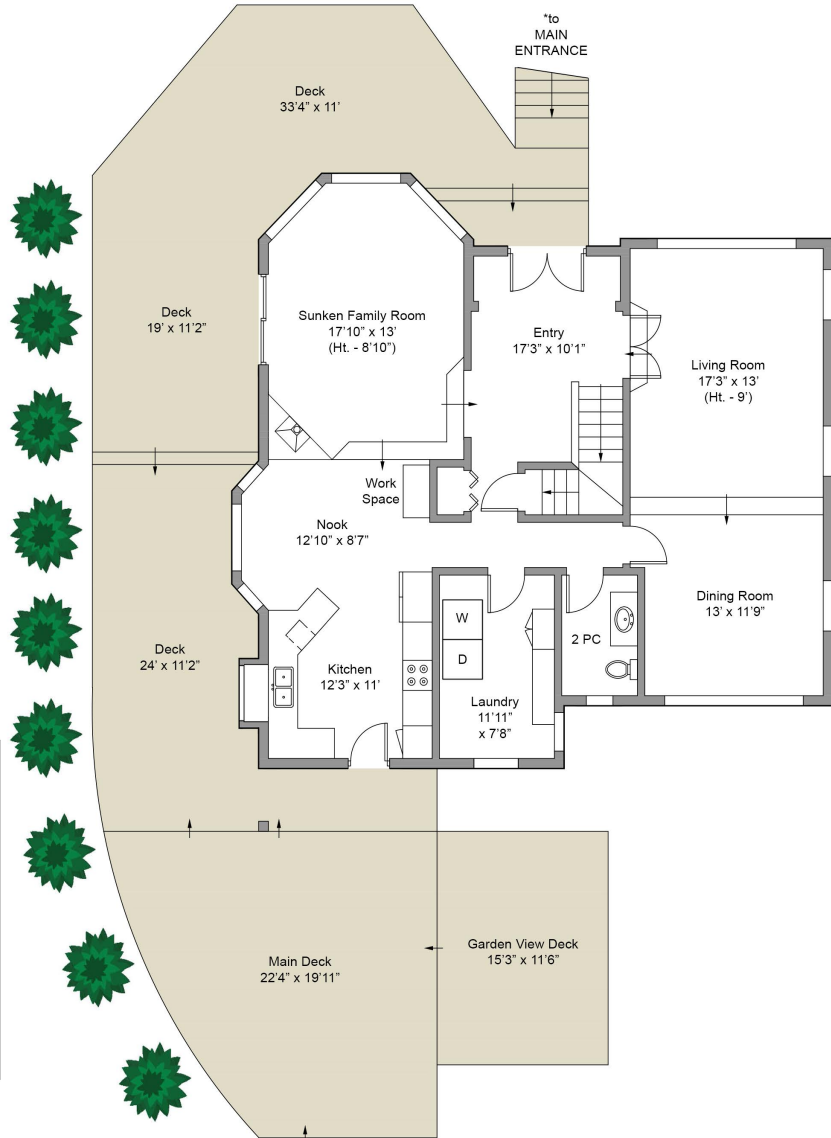 *to
MAIN
ENTRANCE
Deck
33'4" x 11'
Deck
19' x 11'2"
Sunken Family Room
17'10" x 13'
(Ht. - 8'10")
Entry
17'3" x 10'1"
Living Room
17'3" x 13'
(Ht. - 9')
Work
Space
Nook
12'10" x 8'7"
Dining Room
13' x 11'9"
W
D
2 PC
Deck
24' x 11'2"
Kitchen
12'3" x 11'
Laundry
11'11"
x 7'8"
Main Deck
22'4" x 19'11"
Garden View Deck
15'3" x 11'6"